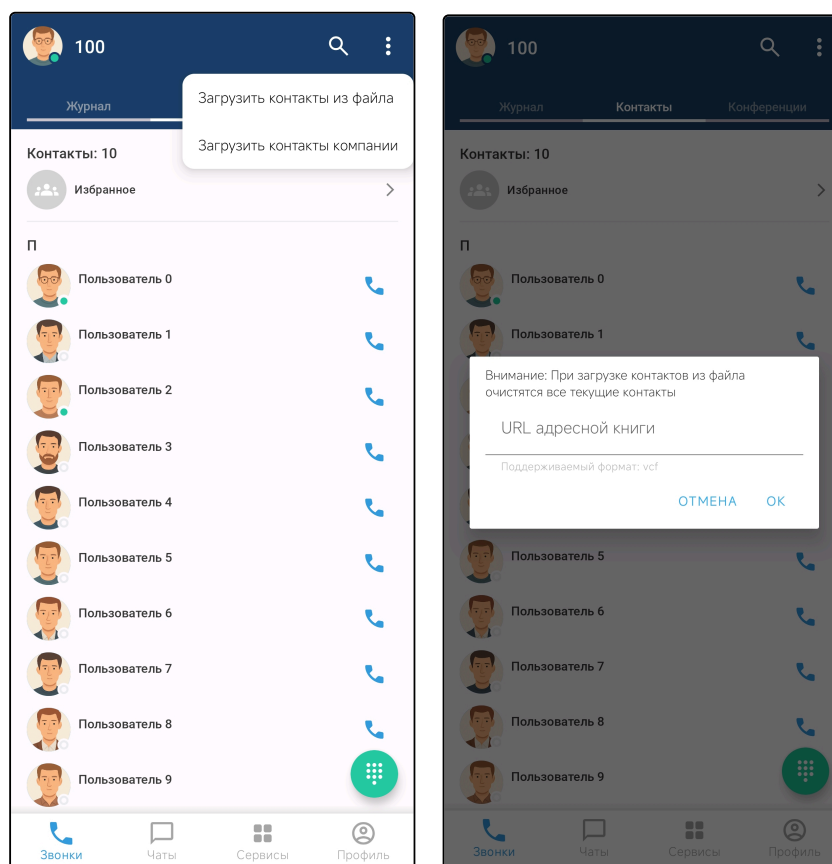 100
Журнал
Загрузить контакты из файла
Загрузить контакты компании
Контакты: 10
Избранное
П
Пользователь 0
Пользователь 1
Пользователь 2
Пользователь 3
Пользователь 4
Пользователь 5
Пользователь 6
Пользователь 7
Пользователь 8
Пользователь 9
Звонки Чаты Сервисы Профиль
100
Журнал Контакты Конференции
Контакты: 10
Избранное
П
Пользователь 0
Пользователь 1
Внимание: При загрузке контактов из файла
очистятся все текущие контакты
URL адресной книги
Поддерживаемый формат: vcf
ОТМЕНА ОК
Пользователь 5
Пользователь 6
Пользователь 7
Пользователь 8
Пользователь 9
Звонки Чаты Сервисы Профиль